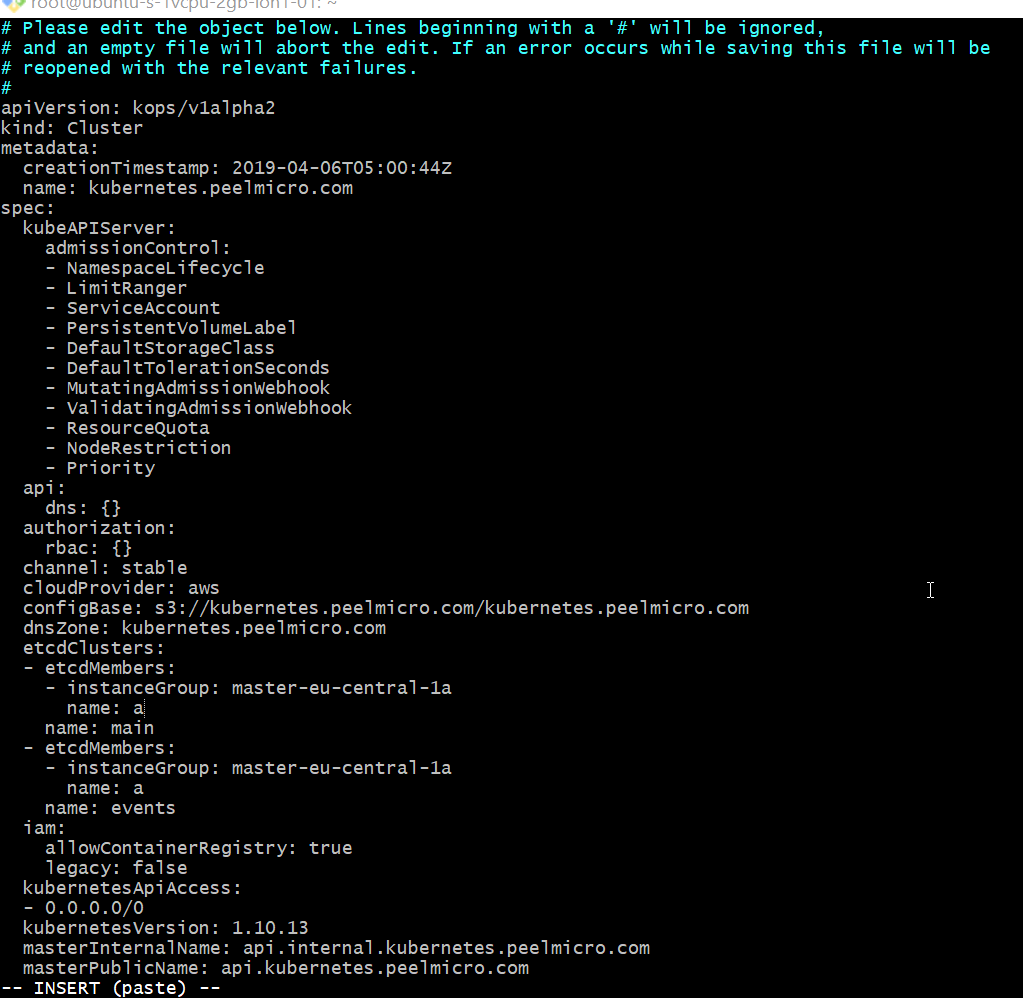 root@ubuntu-s-1vcpu-2gb-lon1-01: ~
# Please edit the object below. Lines beginning with a '#' will be ignored,
# and an empty file will abort the edit. If an error occurs while saving this file will be
# reopened with the relevant failures.
#
apiVersion: kops/v1alpha2
kind: Cluster
metadata:
  creationTimestamp: 2019-04-06T05:00:44Z
  name: kubernetes.peelmicro.com
spec:
  kubeAPIServer:
    admissionControl:
    - NamespaceLifecycle
    - LimitRanger
    - ServiceAccount
    - PersistentVolumeLabel
    - DefaultStorageClass
    - DefaultTolerationSeconds
    - MutatingAdmissionWebhook
    - ValidatingAdmissionWebhook
    - ResourceQuota
    - NodeRestriction
    - Priority
  api:
    dns: {}
  authorization:
    rbac: {}
  channel: stable
  cloudProvider: aws
  configBase: s3://kubernetes.peelmicro.com/kubernetes.peelmicro.com
  dnsZone: kubernetes.peelmicro.com
  etcdClusters:
  - etcdMembers:
    - instanceGroup: master-eu-central-1a
      name: a
    name: main
  - etcdMembers:
    - instanceGroup: master-eu-central-1a
      name: a
    name: events
  iam:
    allowContainerRegistry: true
    legacy: false
  kubernetesApiAccess:
  - 0.0.0.0/0
  kubernetesVersion: 1.10.13
  masterInternalName: api.internal.kubernetes.peelmicro.com
  masterPublicName: api.kubernetes.peelmicro.com
-- INSERT (paste) --